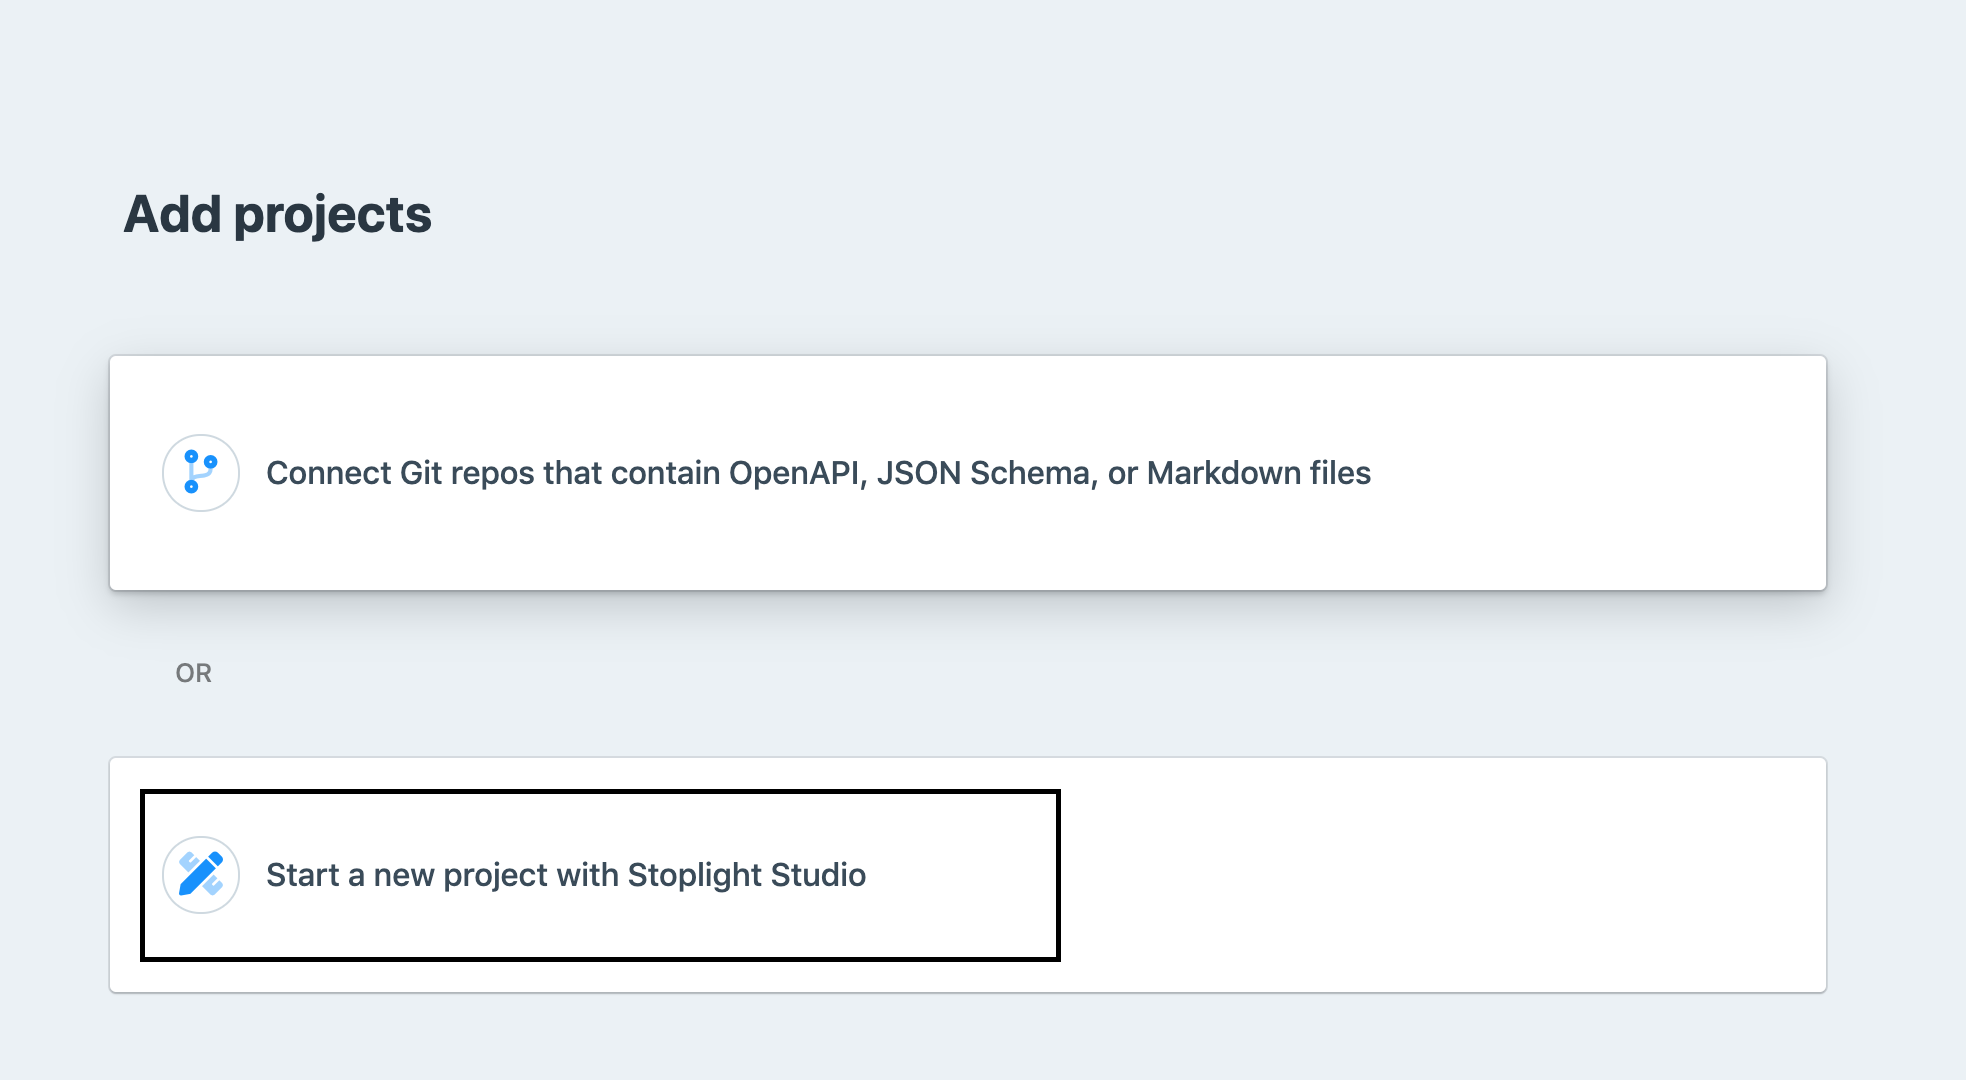 Add projects
Connect Git repos that contain OpenAPI, JSON Schema, or Markdown files
OR
Start a new project with Stoplight Studio